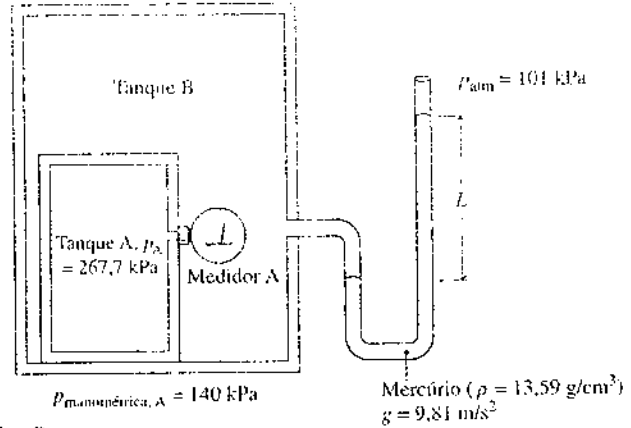 Tanque B
p_atm = 101 kPa
L
Tanque A, p_A
= 267,7 kPa
Medidor A
p_manométrica, A = 140 kPa
Mercúrio (ρ = 13,59 g/cm³)
g = 9,81 m/s²